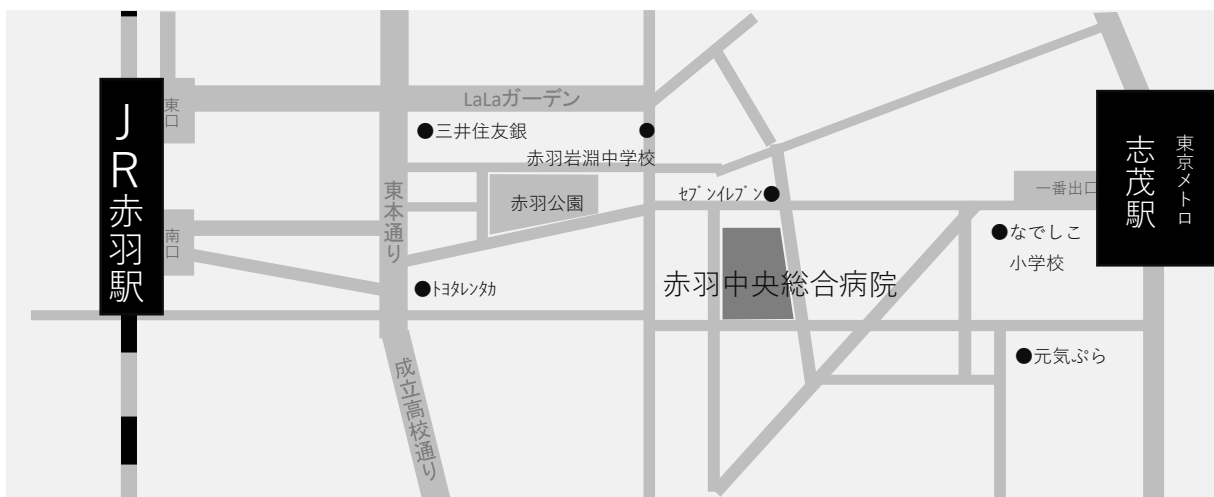 JR赤羽駅
東口
南口
LaLaガーデン
●三井住友銀
赤羽岩淵中学校
東本通り
赤羽公園
ｾﾌﾞﾝｲﾚﾌﾞﾝ●
一番出口
東京メトロ
志茂駅
●なでしこ
小学校
赤羽中央総合病院
●ﾄﾖﾀﾚﾝﾀｶ
●元気ぷら
成立高校通り